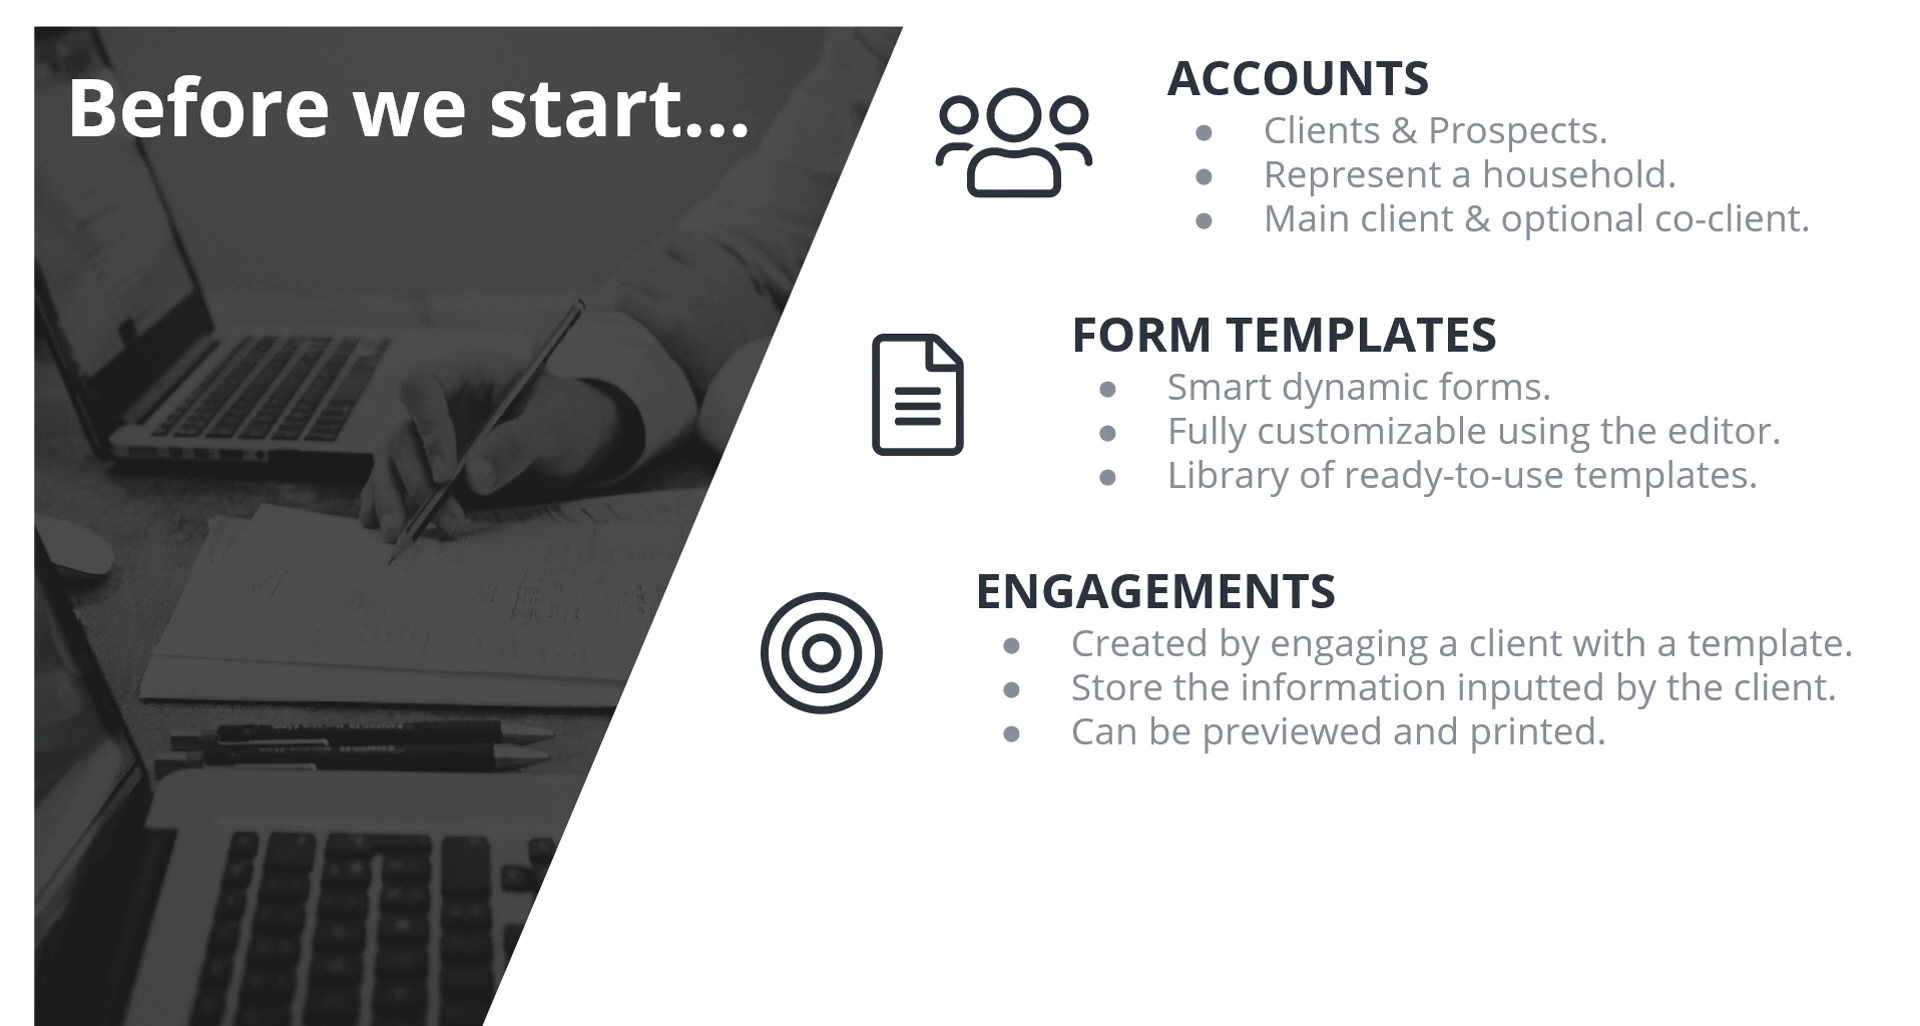 Before we start...
ACCOUNTS
● Clients & Prospects.
● Represent a household.
● Main client & optional co-client.
FORM TEMPLATES
● Smart dynamic forms.
● Fully customizable using the editor.
● Library of ready-to-use templates.
ENGAGEMENTS
● Created by engaging a client with a template.
● Store the information inputted by the client.
● Can be previewed and printed.